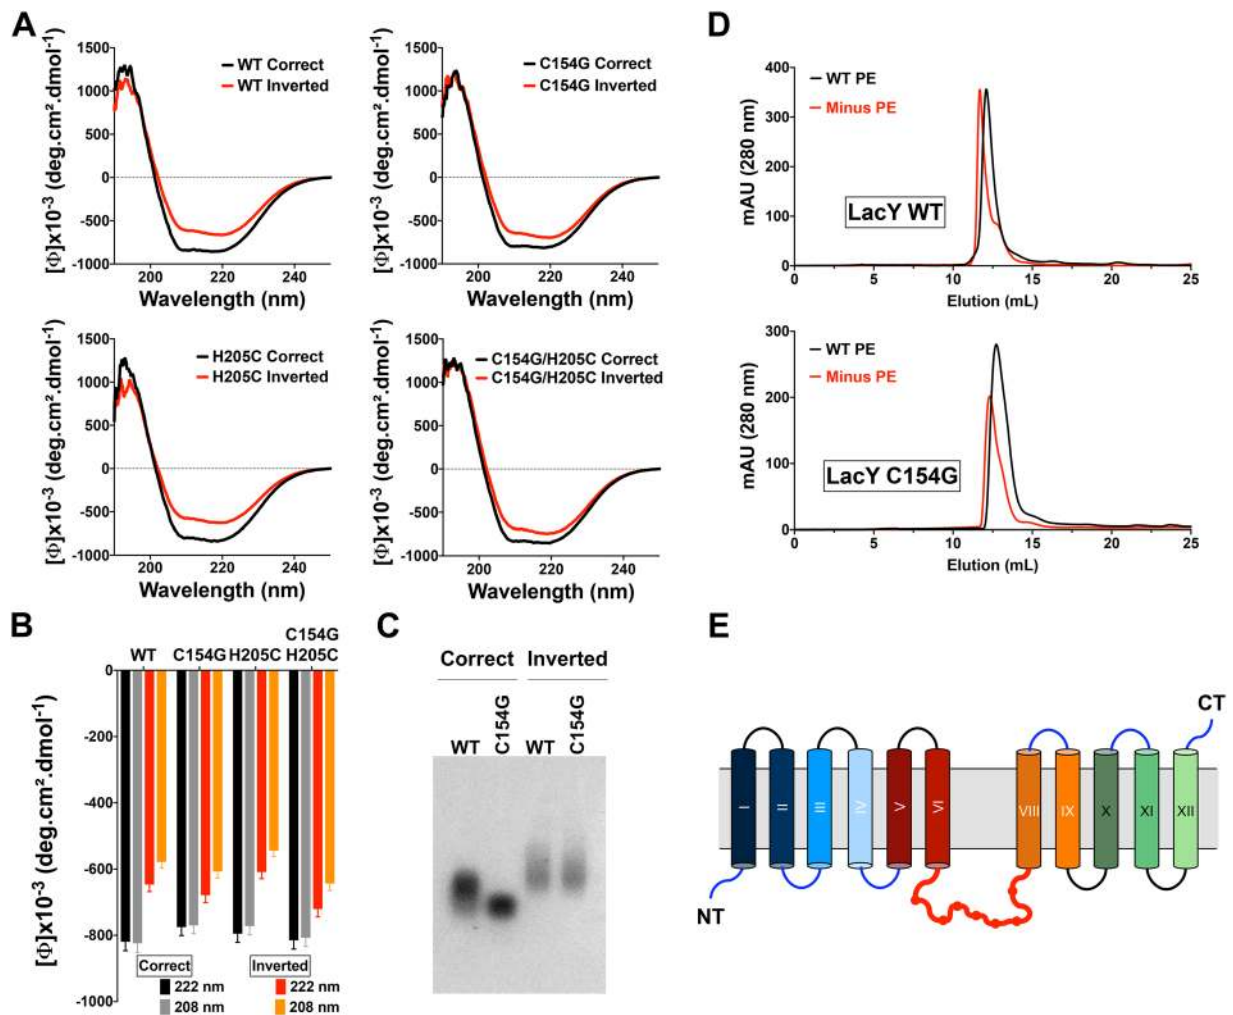 A
[Φ]x10⁻³ (deg.cm².dmol⁻¹)
1500
1000
500
0
-500
-1000
WT Correct
WT Inverted
200
220
240
Wavelength (nm)
[Φ]x10⁻³ (deg.cm².dmol⁻¹)
1500
1000
500
0
-500
-1000
C154G Correct
C154G Inverted
200
220
240
Wavelength (nm)
[Φ]x10⁻³ (deg.cm².dmol⁻¹)
1500
1000
500
0
-500
-1000
H205C Correct
H205C Inverted
200
220
240
Wavelength (nm)
[Φ]x10⁻³ (deg.cm².dmol⁻¹)
1500
1000
500
0
-500
-1000
C154G/H205C Correct
C154G/H205C Inverted
200
220
240
Wavelength (nm)
B
[Φ]x10⁻³ (deg.cm².dmol⁻¹)
C154G
WT C154G H205C H205C
0
-200
-400
-600
-800
-1000
Correct
Inverted
222 nm
222 nm
208 nm
208 nm
C
Correct Inverted
WT
C154G
WT
C154G
D
mAU (280 nm)
400
300
200
100
0
WT PE
Minus PE
LacY WT
0 5 10 15 20 25
Elution (mL)
mAU (280 nm)
300
200
100
0
WT PE
Minus PE
LacY C154G
0 5 10 15 20 25
Elution (mL)
E
CT
I
II
III
IV
V
VI
VIII
IX
X
XI
XII
NT